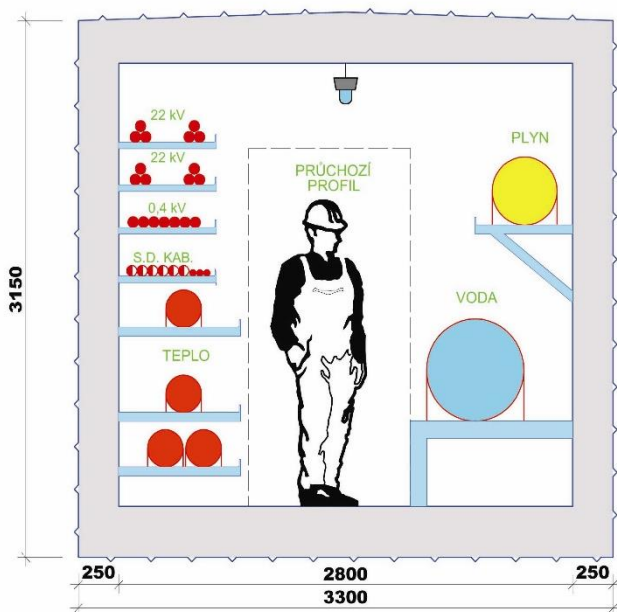 22 kV
22 kV
0,4 kV
S.D. KAB.
TEPLO
PRŮCHOZÍ
PROFIL
PLYN
VODA
3150
250
2800
250
3300